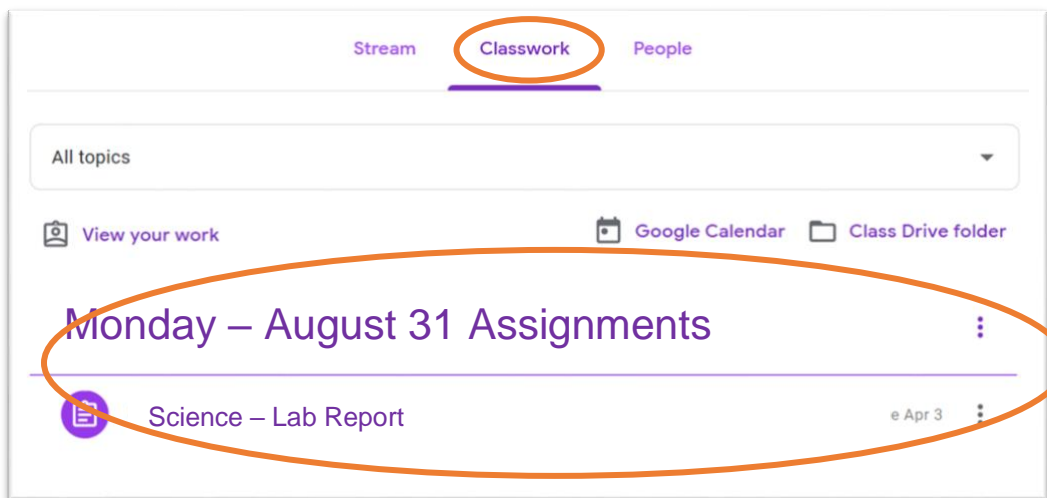 Stream Classwork People
All topics
View your work Google Calendar Class Drive folder
Monday – August 31 Assignments
Science – Lab Report e Apr 3